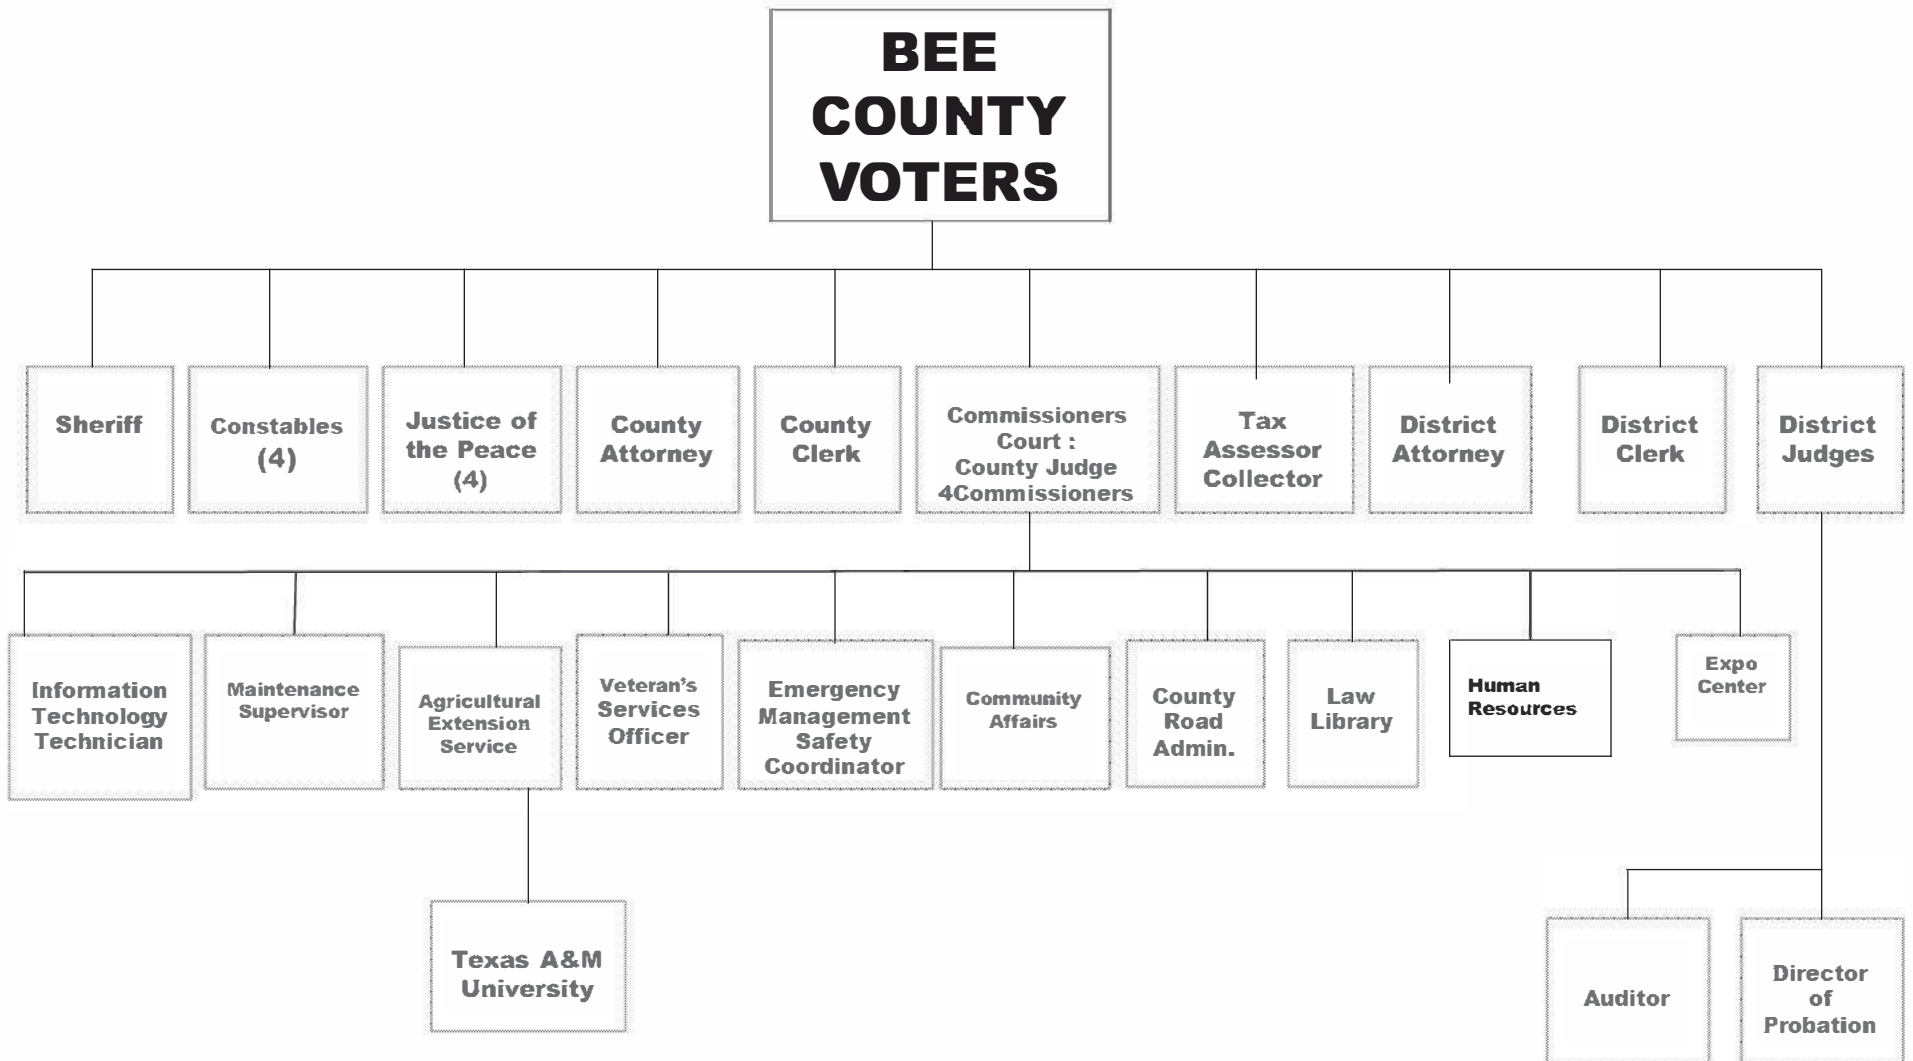 BEE
COUNTY
VOTERS
Sheriff
Constables
(4)
Justice of
the Peace
(4)
County
Attorney
County
Clerk
Commissioners
Court :
County Judge
4Commissioners
Tax
Assessor
Collector
District
Attorney
District
Clerk
District
Judges
Information
Technology
Technician
Maintenance
Supervisor
Agricultural
Extension
Service
Veteran's
Services
Officer
Emergency
Management
Safety
Coordinator
Community
Affairs
County
Road
Admin.
Law
Library
Human
Resources
Expo
Center
Texas A&M
University
Auditor
Director
of
Probation